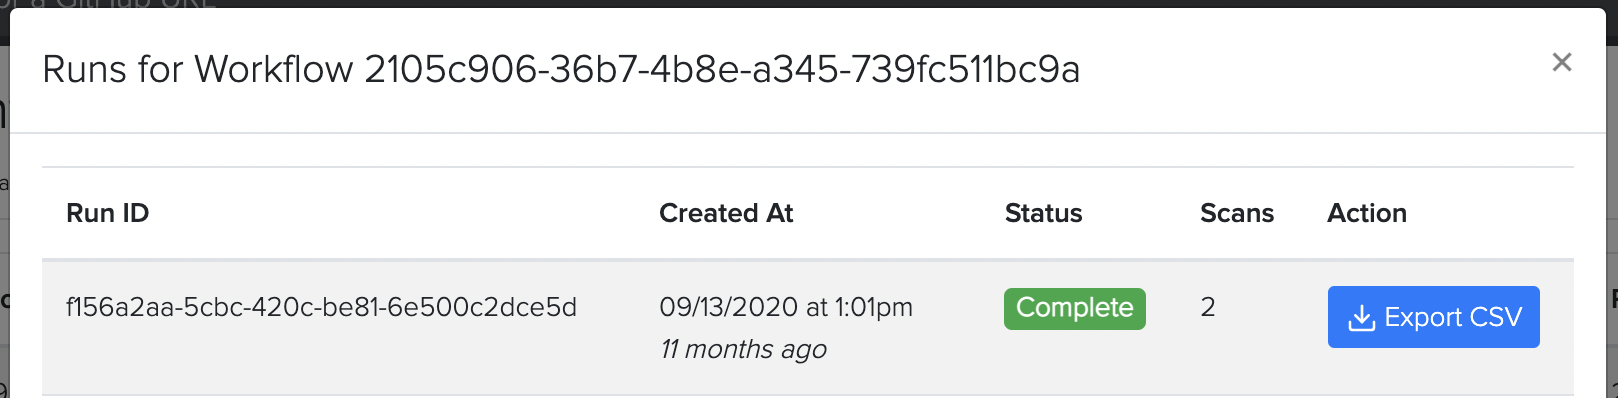 Runs for Workflow 2105c906-36b7-4b8e-a345-739fc511bc9a
×
Run ID Created At Status Scans Action
f156a2aa-5cbc-420c-be81-6e500c2dce5d 09/13/2020 at 1:01pm Complete 2 Export CSV
11 months ago